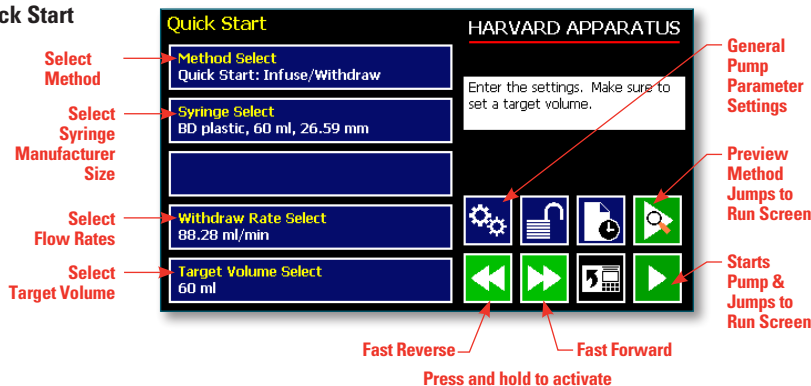 ck Start
Quick Start
HARVARD APPARATUS
Select
Method
Method Select
Quick Start: Infuse/Withdraw
General
Pump
Parameter
Settings
Enter the settings.  Make sure to
set a target volume.
Select
Syringe
Manufacturer
Size
Syringe Select
BD plastic, 60 ml, 26.59 mm
Preview
Method
Jumps to
Run Screen
Select
Flow Rates
Withdraw Rate Select
88.28 ml/min
Select
Target Volume
Target Volume Select
60 ml
Starts
Pump &
Jumps to
Run Screen
Fast Reverse
Fast Forward
Press and hold to activate